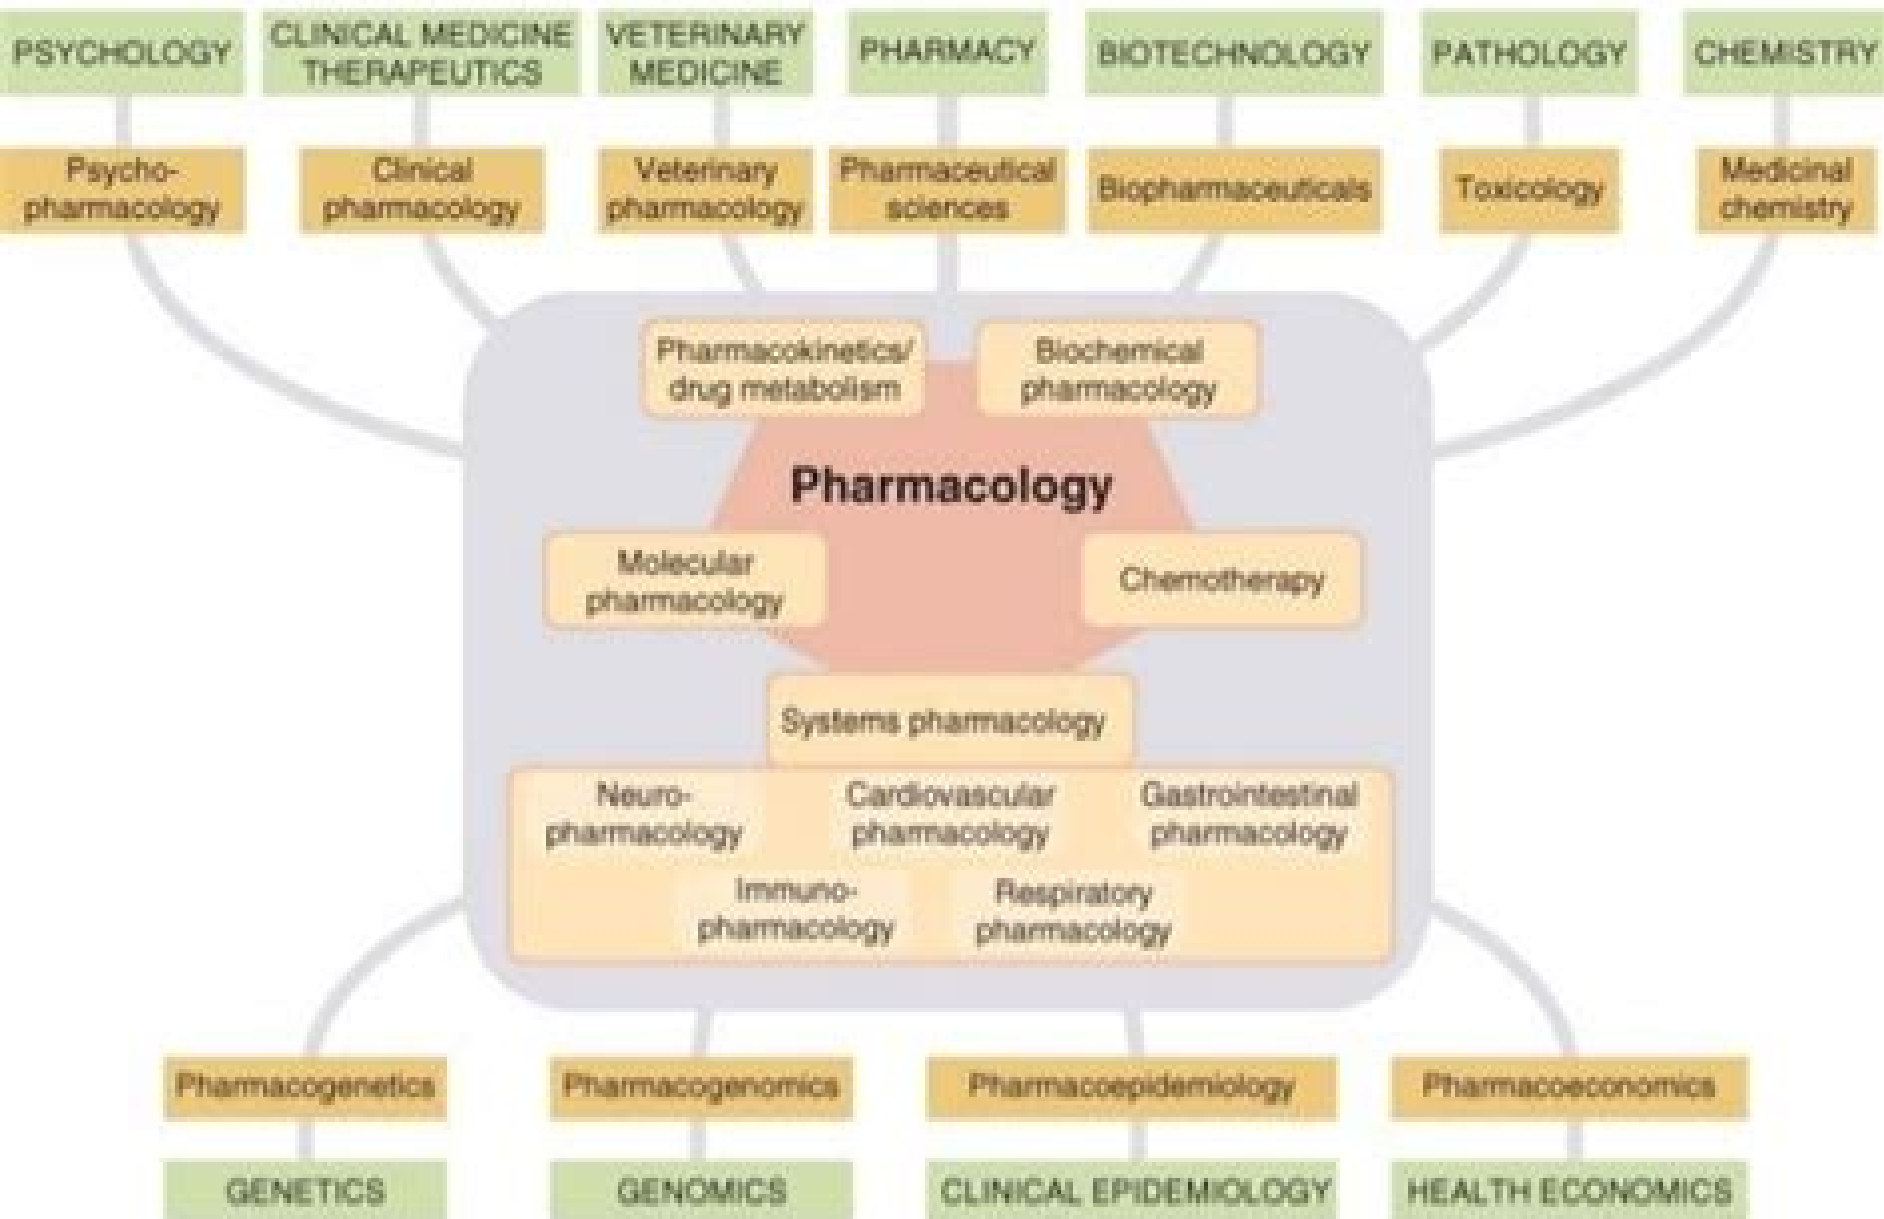 PSYCHOLOGY
CLINICAL MEDICINE
THERAPEUTICS
VETERINARY
MEDICINE
PHARMACY
BIOTECHNOLOGY
PATHOLOGY
CHEMISTRY
Psycho-
pharmacology
Clinical
pharmacology
Veterinary
pharmacology
Pharmaceutical
sciences
Biopharmaceuticals
Toxicology
Medicinal
chemistry
Pharmacokinetics/
drug metabolism
Biochemical
pharmacology
Pharmacology
Molecular
pharmacology
Chemotherapy
Systems pharmacology
Neuro-
pharmacology
Cardiovascular
pharmacology
Gastrointestinal
pharmacology
Immuno-
pharmacology
Respiratory
pharmacology
Pharmacogenetics
Pharmacogenomics
Pharmacoepidemiology
Pharmacoeconomics
GENETICS
GENOMICS
CLINICAL EPIDEMIOLOGY
HEALTH ECONOMICS